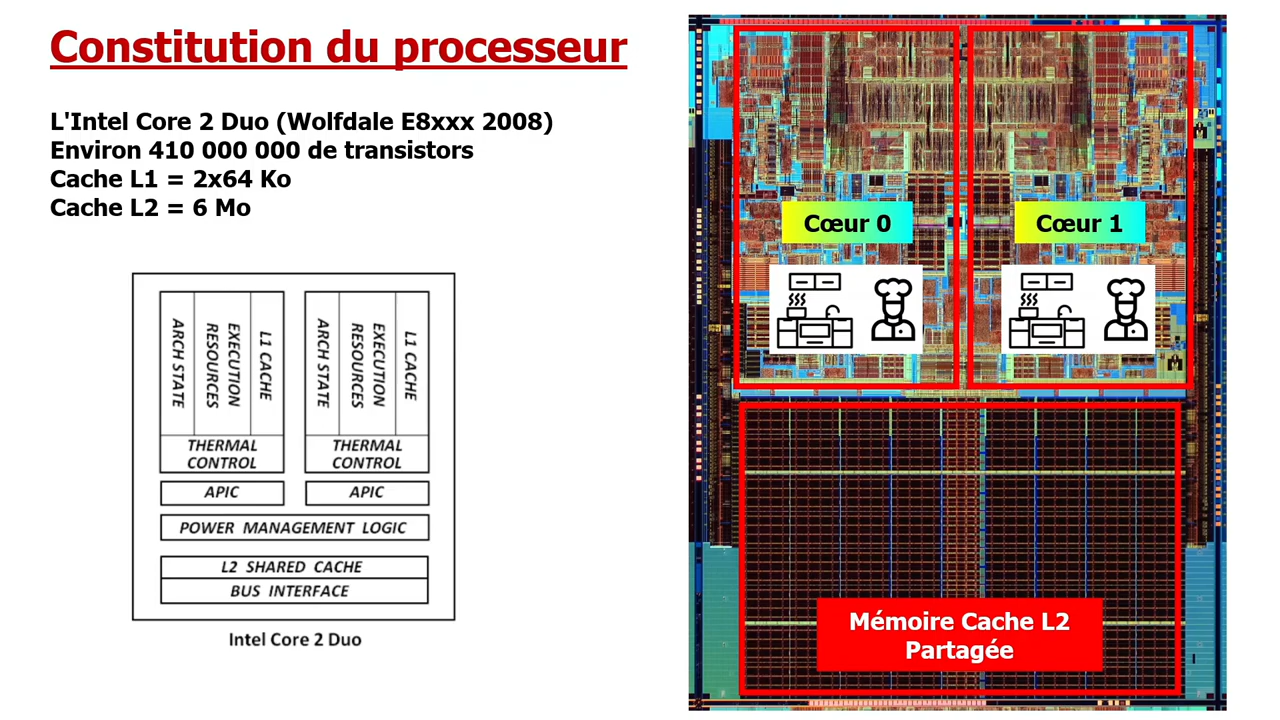 Constitution du processeur
L'Intel Core 2 Duo (Wolfdale E8xxx 2008)
Environ 410 000 000 de transistors
Cache L1 = 2x64 Ko
Cache L2 = 6 Mo
ARCH STATE
EXECUTION
RESOURCES
L1 CACHE
THERMAL
CONTROL
APIC
ARCH STATE
EXECUTION
RESOURCES
L1 CACHE
THERMAL
CONTROL
APIC
POWER MANAGEMENT LOGIC
L2 SHARED CACHE
BUS INTERFACE
Intel Core 2 Duo
Cœur 0
Cœur 1
Mémoire Cache L2
Partagée